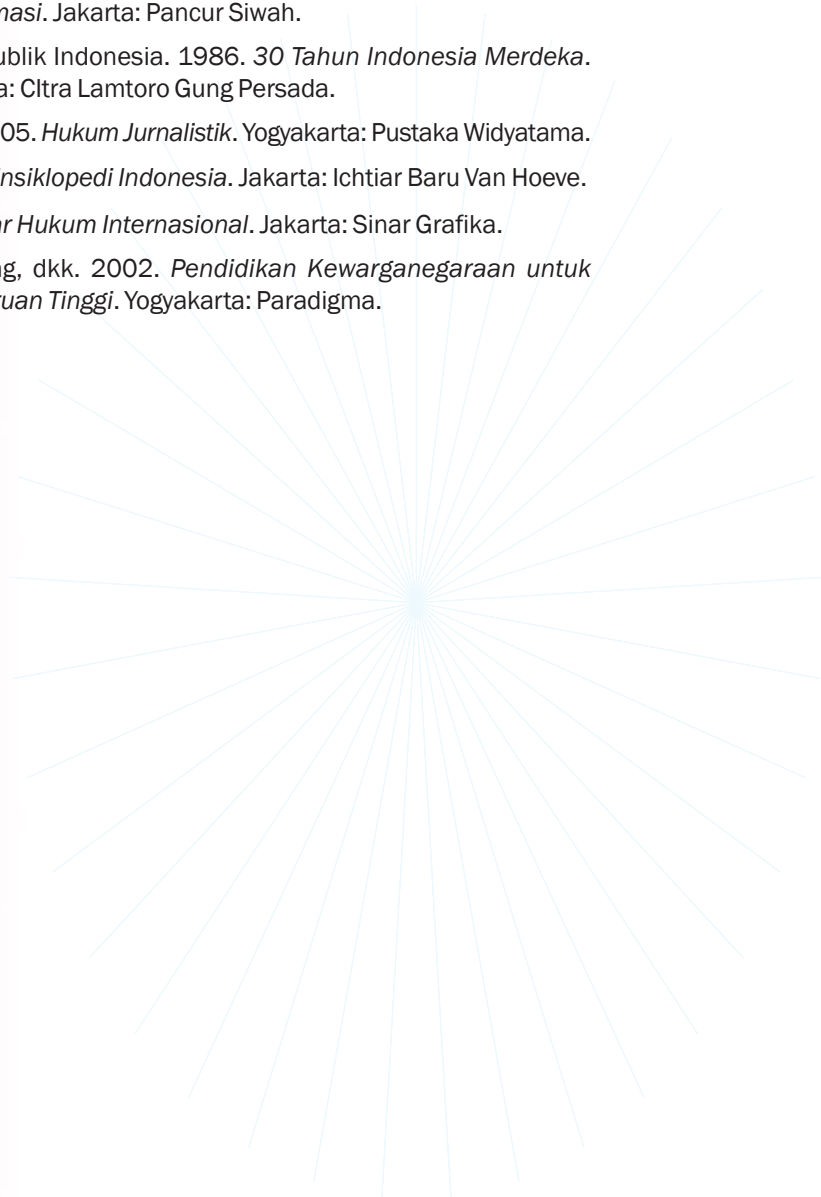 masi. Jakarta: Pancur Siwah.
ublik Indonesia. 1986. 30 Tahun Indonesia Merdeka.
a: CItra Lamtoro Gung Persada.
05. Hukum Jurnalistik. Yogyakarta: Pustaka Widyatama.
nsiklopedi Indonesia. Jakarta: Ichtiar Baru Van Hoeve.
ar Hukum Internasional. Jakarta: Sinar Grafika.
ng, dkk. 2002. Pendidikan Kewarganegaraan untuk
ruan Tinggi. Yogyakarta: Paradigma.